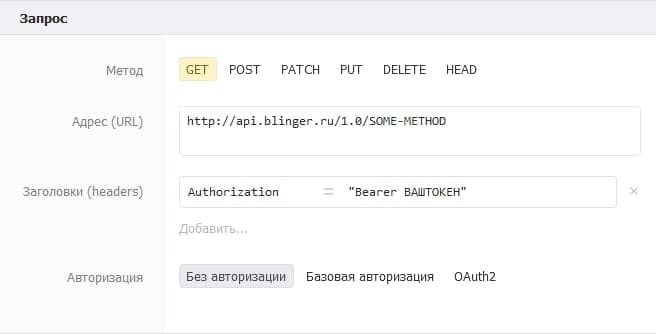 Запрос
Метод GET POST PATCH PUT DELETE HEAD
Адрес (URL) http://api.blinger.ru/1.0/SOME-METHOD
Заголовки (headers) Authorization = "Bearer ВАШТОКЕН" ×
Добавить...
Авторизация Без авторизации Базовая авторизация OAuth2